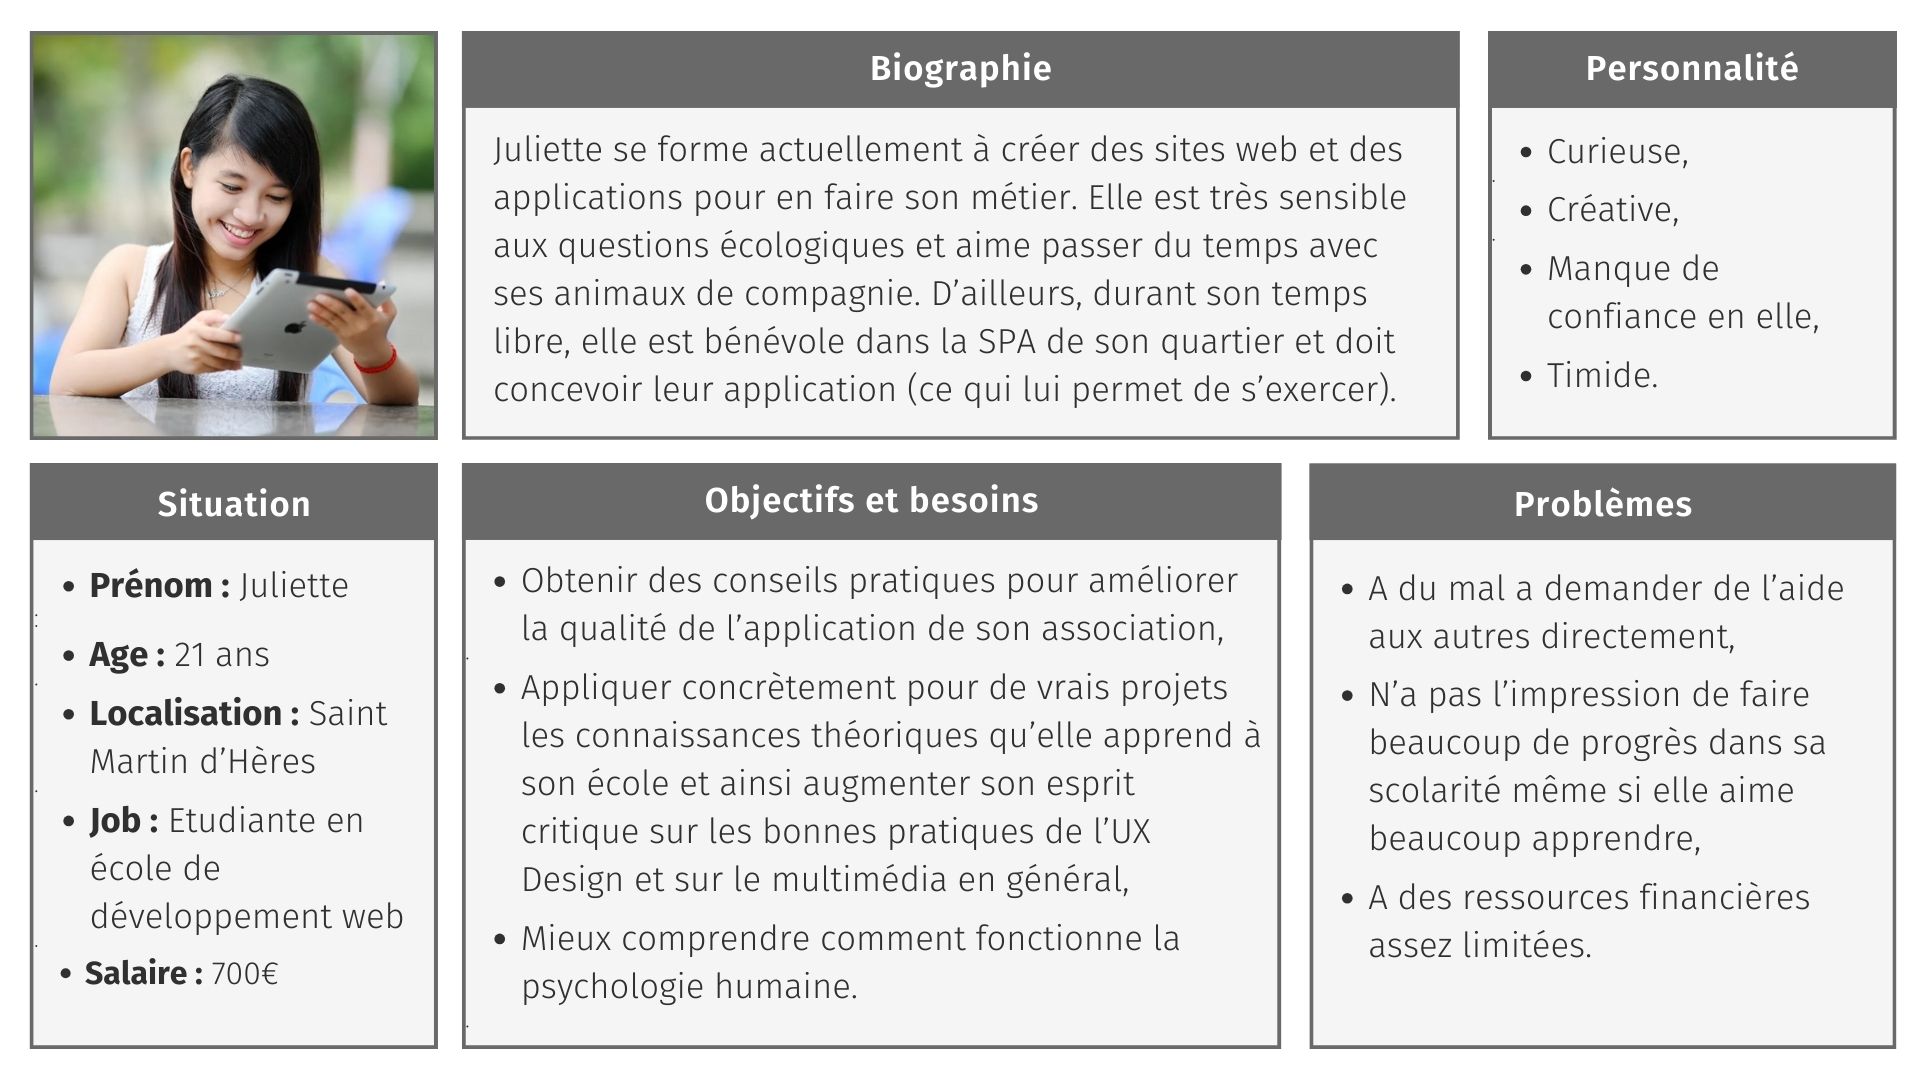 Biographie
Juliette se forme actuellement à créer des sites web et des
applications pour en faire son métier. Elle est très sensible
aux questions écologiques et aime passer du temps avec
ses animaux de compagnie. D’ailleurs, durant son temps
libre, elle est bénévole dans la SPA de son quartier et doit
concevoir leur application (ce qui lui permet de s’exercer).
Personnalité
• Curieuse,
• Créative,
• Manque de
confiance en elle,
• Timide.
Situation
• Prénom : Juliette
• Age : 21 ans
• Localisation : Saint
Martin d’Hères
• Job : Etudiante en
école de
développement web
• Salaire : 700€
Objectifs et besoins
• Obtenir des conseils pratiques pour améliorer
la qualité de l’application de son association,
• Appliquer concrètement pour de vrais projets
les connaissances théoriques qu’elle apprend à
son école et ainsi augmenter son esprit
critique sur les bonnes pratiques de l’UX
Design et sur le multimédia en général,
• Mieux comprendre comment fonctionne la
psychologie humaine.
Problèmes
• A du mal a demander de l’aide
aux autres directement,
• N’a pas l’impression de faire
beaucoup de progrès dans sa
scolarité même si elle aime
beaucoup apprendre,
• A des ressources financières
assez limitées.